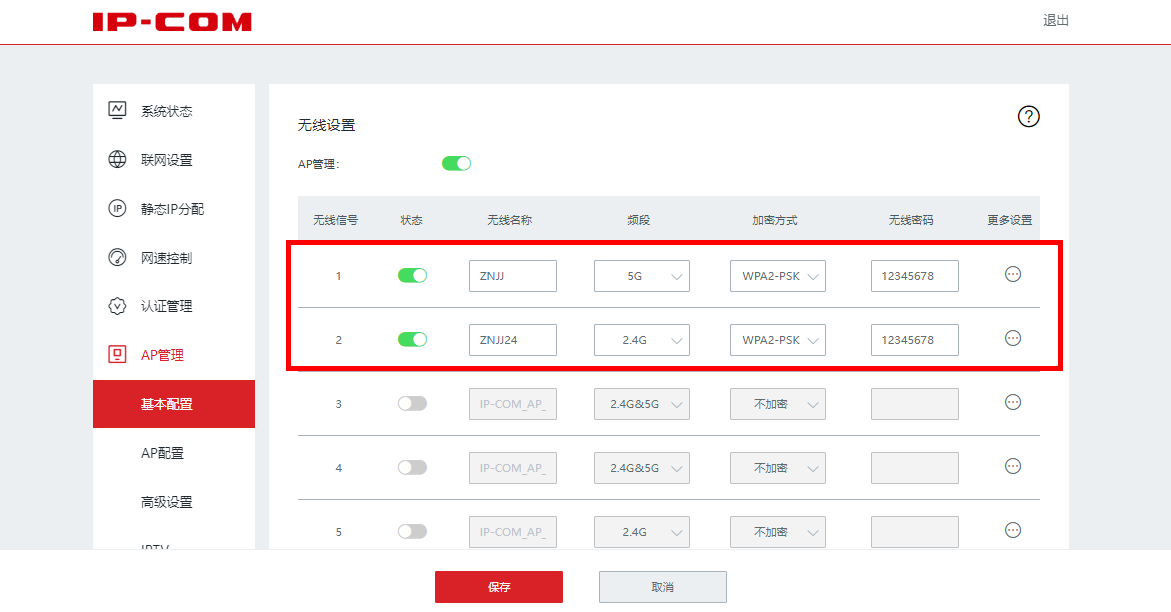 IP-COM
退出
系统状态
联网设置
静态IP分配
网速控制
认证管理
AP管理
基本配置
AP配置
高级设置
IPTV
无线设置
AP管理:
无线信号 状态 无线名称 频段 加密方式 无线密码 更多设置
1 ZNJJ 5G WPA2-PSK 12345678
2 ZNJJ24 2.4G WPA2-PSK 12345678
3 IP-COM_AP_ 2.4G&5G 不加密
4 IP-COM_AP_ 2.4G&5G 不加密
5 IP-COM_AP_ 2.4G 不加密
保存 取消